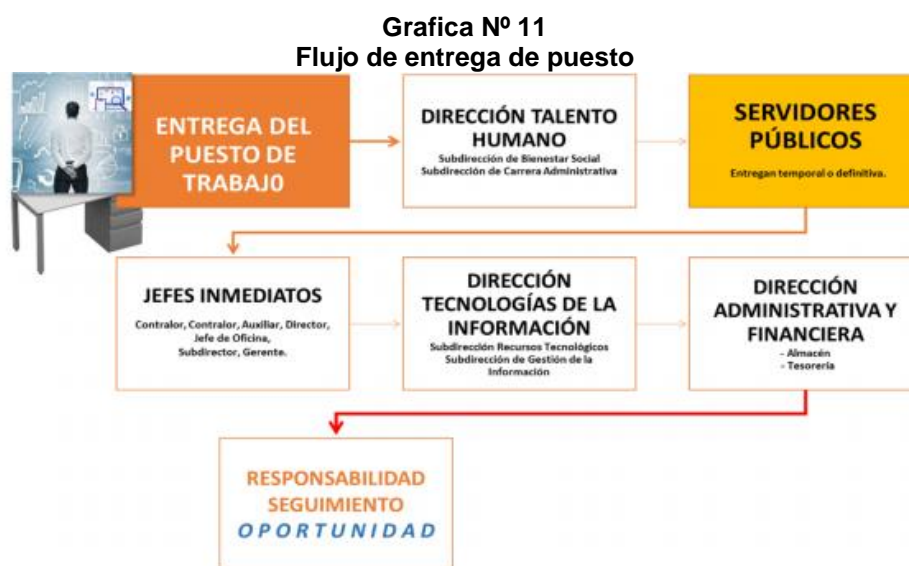 Grafica Nº 11
Flujo de entrega de puesto
ENTREGA DEL
PUESTO DE
TRABAJ0
DIRECCIÓN TALENTO
HUMANO
Subdirección de Bienestar Social
Subdirección de Carrera Administrativa
SERVIDORES
PÚBLICOS
Entregan temporal o definitiva.
JEFES INMEDIATOS
Contralor, Contralor, Auxiliar, Director,
Jefe de Oficina,
Subdirector, Gerente.
DIRECCIÓN
TECNOLOGÍAS DE LA
INFORMACIÓN
Subdirección Recursos Tecnológicos
Subdirección de Gestión de la
Información
DIRECCIÓN
ADMINISTRATIVA Y
FINANCIERA
- Almacén
- Tesorería
RESPONSABILIDAD
SEGUIMIENTO
OPORTUNIDAD